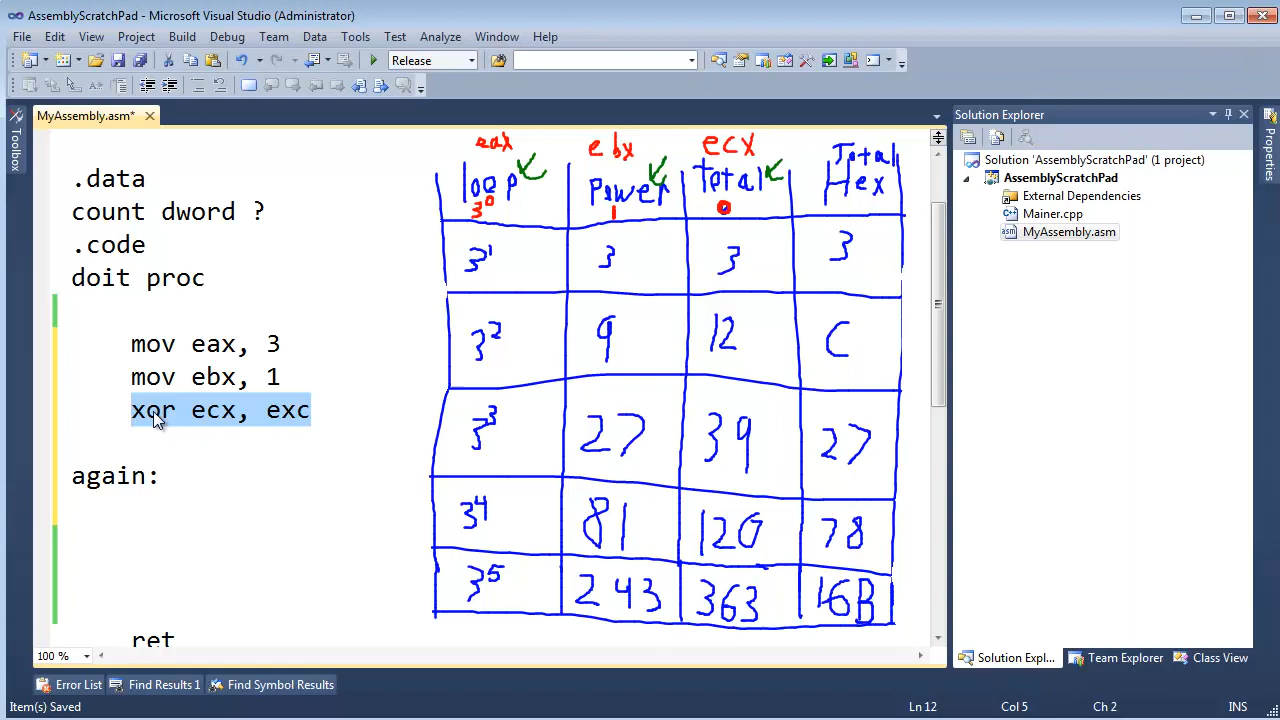 AssemblyScratchPad - Microsoft Visual Studio (Administrator)
File Edit View Project Build Debug Team Data Tools Test Analyze Window Help
Release
MyAssembly.asm*
.data
count dword ?
.code
doit proc
mov eax, 3
mov ebx, 1
xor ecx, exc
again:
ret
eax ebx ecx
loop Power Total Total Hex
3⁰ 1 0
3¹ 3 3 3
3² 9 12 C
3³ 27 39 27
3⁴ 81 120 78
3⁵ 243 363 16B
Toolbox
Solution Explorer
Solution 'AssemblyScratchPad' (1 project)
AssemblyScratchPad
External Dependencies
Mainer.cpp
MyAssembly.asm
Properties
100 %
Solution Expl... Team Explorer Class View
Error List Find Results 1 Find Symbol Results
Item(s) Saved Ln 12 Col 5 Ch 2 INS